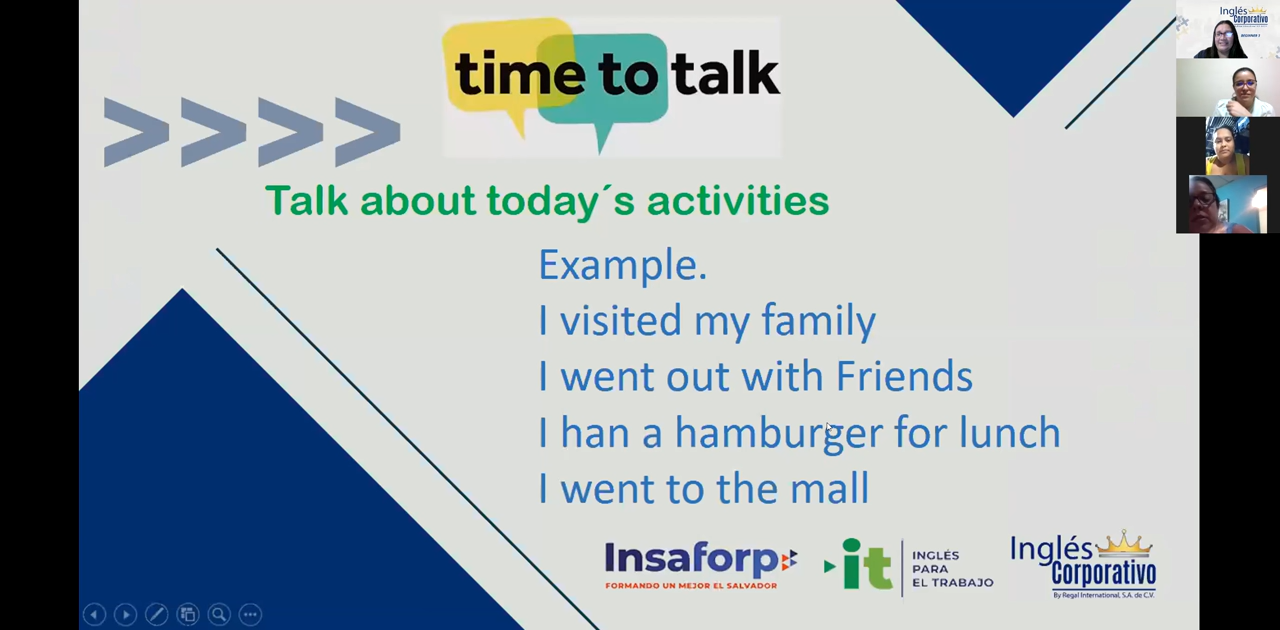 time to talk
>>>>
Talk about today´s activities
Example.
I visited my family
I went out with Friends
I han a hamburger for lunch
I went to the mall
Insaforp
FORMANDO UN MEJOR EL SALVADOR
it
INGLÉS
PARA
EL TRABAJO
Inglés
Corporativo
By Regal International, S.A. de C.V.
Inglés
Corporativo